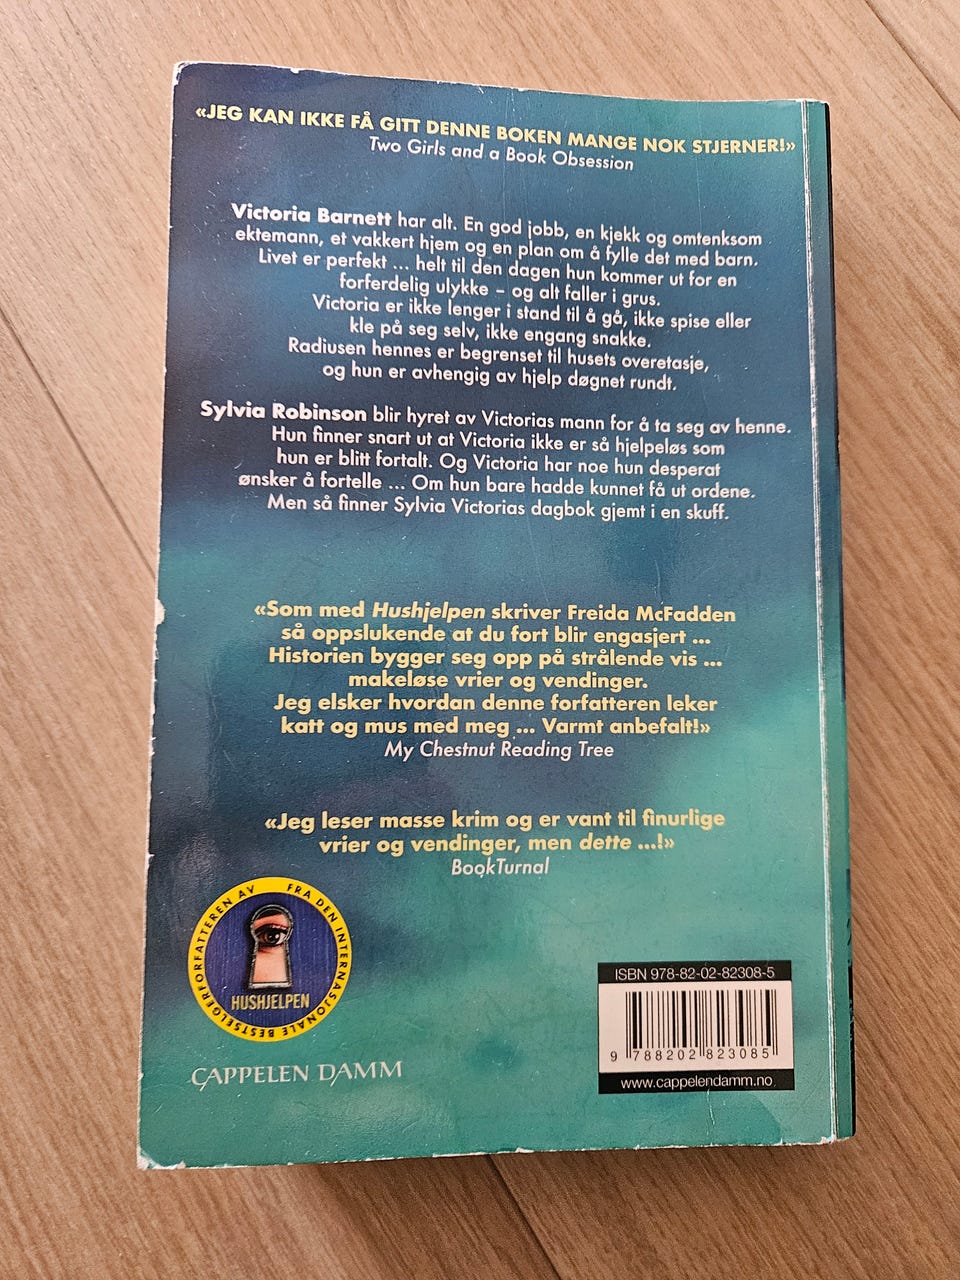 «JEG KAN IKKE FÅ GITT DENNE BOKEN MANGE NOK STJERNER!»
Two Girls and a Book Obsession
Victoria Barnett har alt. En god jobb, en kjekk og omtenksom
ektemann, et vakkert hjem og en plan om å fylle det med barn.
Livet er perfekt ... helt til den dagen hun kommer ut for en
forferdelig ulykke – og alt faller i grus.
Victoria er ikke lenger i stand til å gå, ikke spise eller
kle på seg selv, ikke engang snakke.
Radiusen hennes er begrenset til husets overetasje,
og hun er avhengig av hjelp døgnet rundt.
Sylvia Robinson blir hyret av Victorias mann for å ta seg av henne.
Hun finner snart ut at Victoria ikke er så hjelpeløs som
hun er blitt fortalt. Og Victoria har noe hun desperat
ønsker å fortelle ... Om hun bare hadde kunnet få ut ordene.
Men så finner Sylvia Victorias dagbok gjemt i en skuff.
«Som med Hushjelpen skriver Freida McFadden
så oppslukende at du fort blir engasjert ...
Historien bygger seg opp på strålende vis ...
makeløse vrier og vendinger.
Jeg elsker hvordan denne forfatteren leker
katt og mus med meg ... Varmt anbefalt!»
My Chestnut Reading Tree
«Jeg leser masse krim og er vant til finurlige
vrier og vendinger, men dette ...!»
BookTurnal
FRA DEN INTERNASJONALE BESTSELGERFORFATTEREN AV
HUSHJELPEN
CAPPELEN DAMM
ISBN 978-82-02-82308-5
9 788202 823085
www.cappelendamm.no